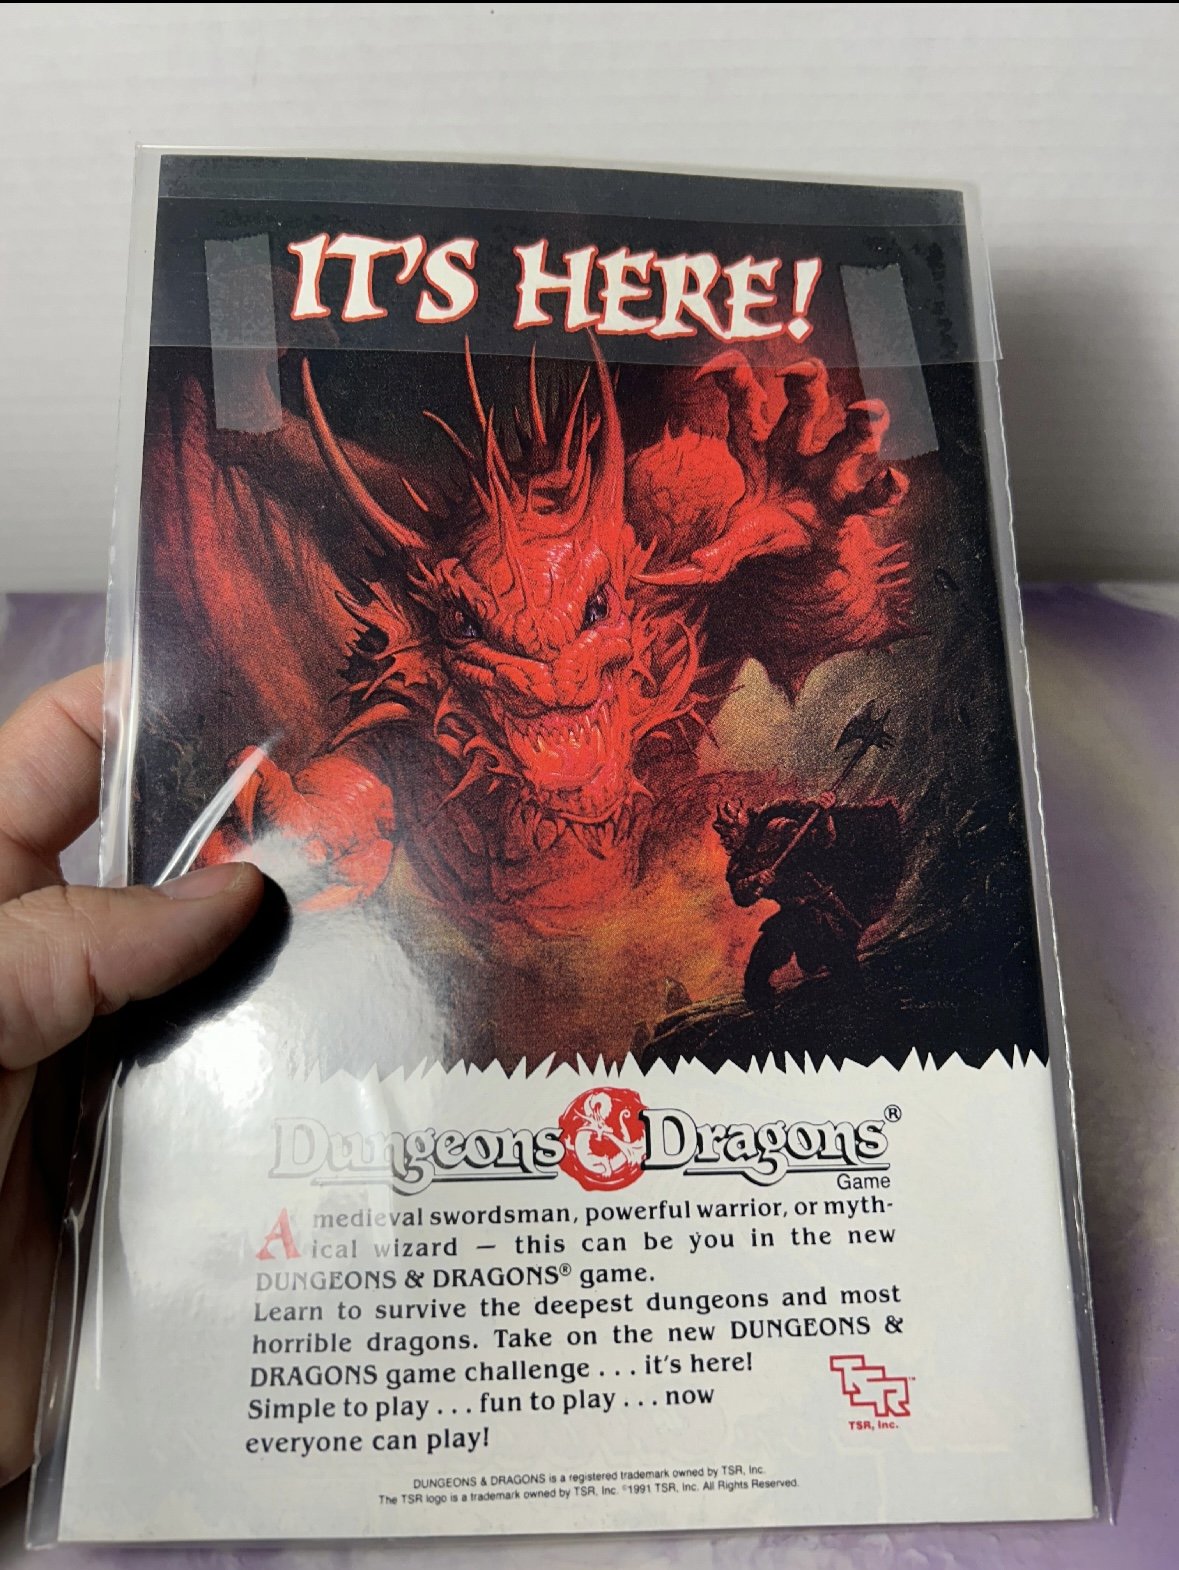 IT'S HERE!
Dungeons & Dragons®
Game
A medieval swordsman, powerful warrior, or myth-
ical wizard — this can be you in the new
DUNGEONS & DRAGONS® game.
Learn to survive the deepest dungeons and most
horrible dragons. Take on the new DUNGEONS &
DRAGONS game challenge . . . it's here!
Simple to play . . . fun to play . . . now
everyone can play!
TSR™
TSR, Inc.
DUNGEONS & DRAGONS is a registered trademark owned by TSR, Inc.
The TSR logo is a trademark owned by TSR, Inc. ©1991 TSR, Inc. All Rights Reserved.